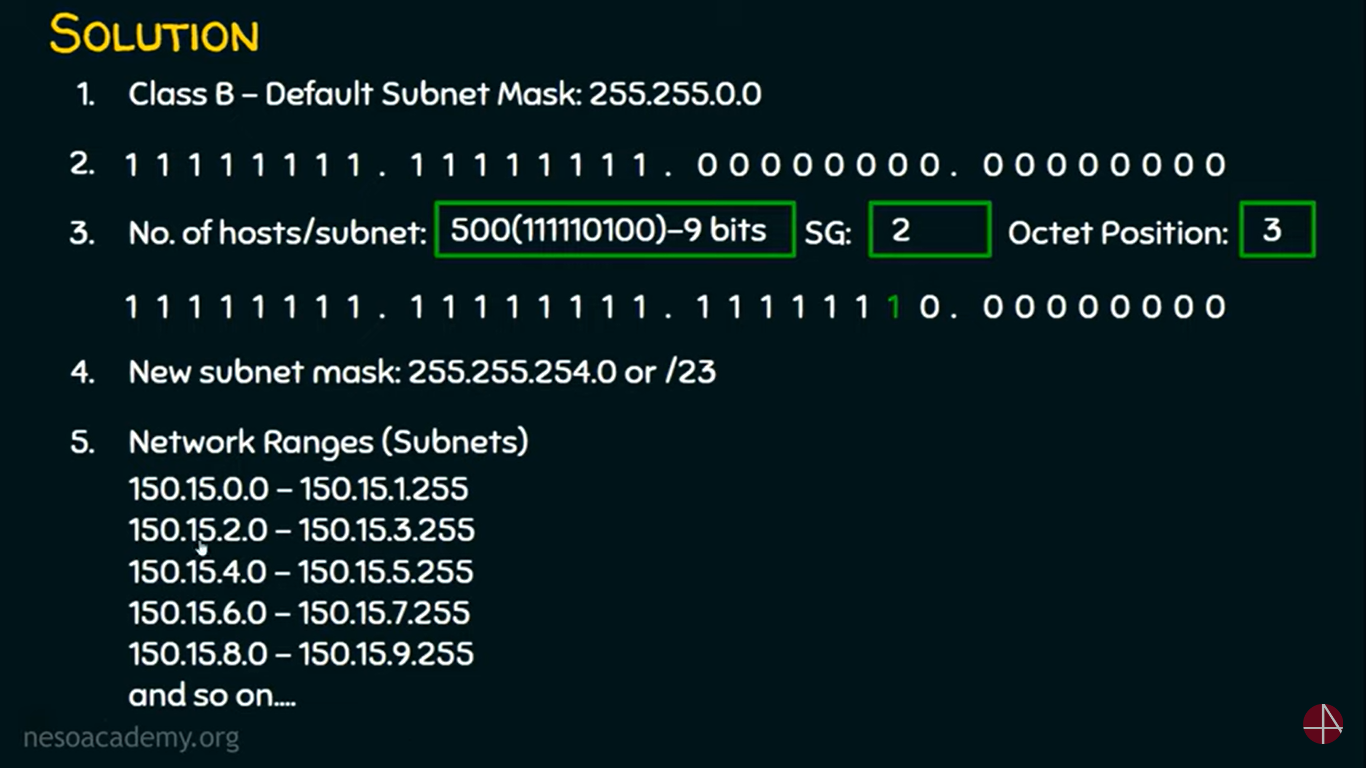 SOLUTION
1. Class B – Default Subnet Mask: 255.255.0.0
2. 1 1 1 1 1 1 1 1 . 1 1 1 1 1 1 1 1 . 0 0 0 0 0 0 0 0 . 0 0 0 0 0 0 0 0
3. No. of hosts/subnet: 500(111110100)–9 bits SG: 2 Octet Position: 3
1 1 1 1 1 1 1 1 . 1 1 1 1 1 1 1 1 . 1 1 1 1 1 1 1 0 . 0 0 0 0 0 0 0 0
4. New subnet mask: 255.255.254.0 or /23
5. Network Ranges (Subnets)
150.15.0.0 – 150.15.1.255
150.15.2.0 – 150.15.3.255
150.15.4.0 – 150.15.5.255
150.15.6.0 – 150.15.7.255
150.15.8.0 – 150.15.9.255
and so on....
nesoacademy.org